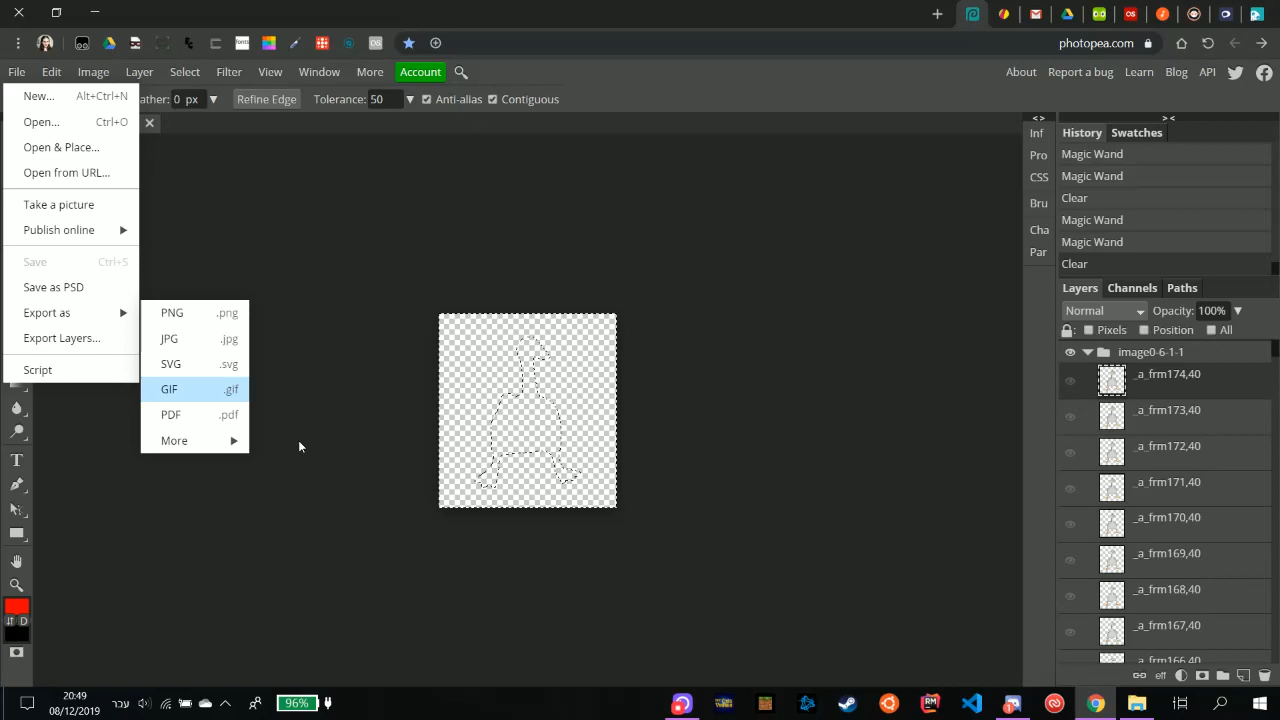 photopea.com
File Edit Image Layer Select Filter View Window More Account
About Report a bug Learn Blog API
ather: 0 px Refine Edge Tolerance: 50 Anti-alias Contiguous
New... Alt+Ctrl+N
Open... Ctrl+O
Open & Place...
Open from URL...
Take a picture
Publish online
Save Ctrl+S
Save as PSD
Export as
Export Layers...
Script
PNG .png
JPG .jpg
SVG .svg
GIF .gif
PDF .pdf
More
T
D
< >
Inf
Pro
CSS
Bru
Cha
Par
> <
History Swatches
Magic Wand
Magic Wand
Clear
Magic Wand
Magic Wand
Clear
Layers Channels Paths
Normal Opacity: 100%
Pixels Position All
image0-6-1-1
_a_frm174,40
_a_frm173,40
_a_frm172,40
_a_frm171,40
_a_frm170,40
_a_frm169,40
_a_frm168,40
_a_frm167,40
_a_frm166,40
eff
20:49
08/12/2019
עבר
96%